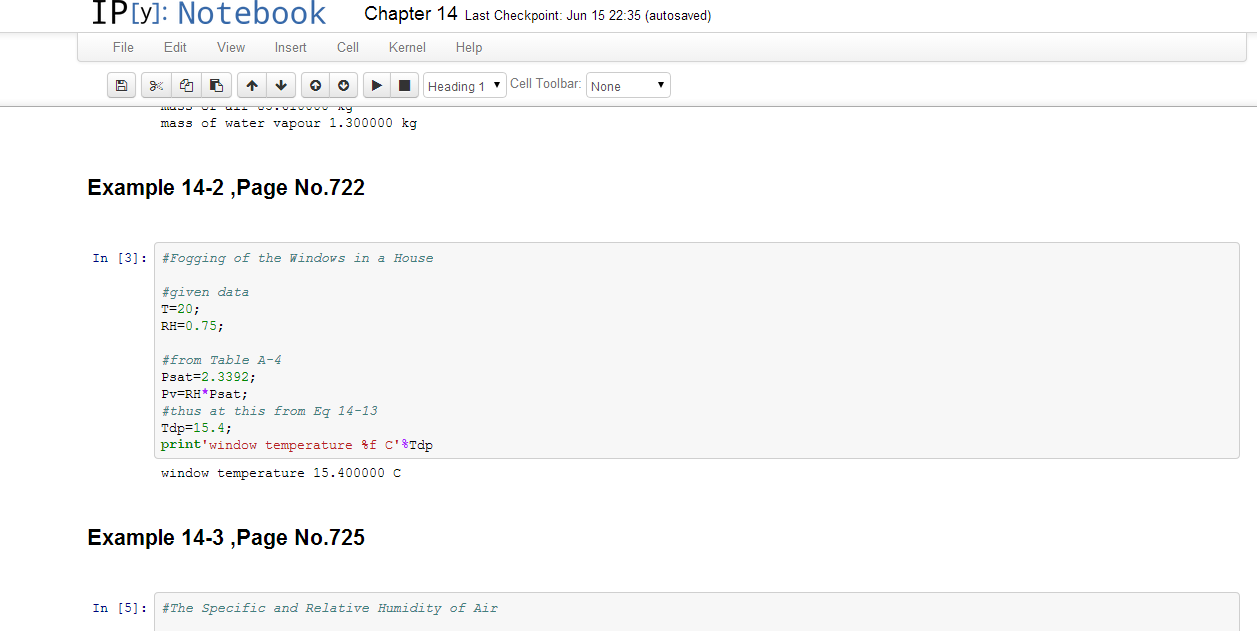 IP[y]: Notebook Chapter 14 Last Checkpoint: Jun 15 22:35 (autosaved)
File Edit View Insert Cell Kernel Help
Heading 1 Cell Toolbar: None
mass of air kg
mass of water vapour 1.300000 kg
Example 14-2 ,Page No.722
In [3]: #Fogging of the Windows in a House
#given data
T=20;
RH=0.75;
#from Table A-4
Psat=2.3392;
Pv=RH*Psat;
#thus at this from Eq 14-13
Tdp=15.4;
print'window temperature %f C'%Tdp
window temperature 15.400000 C
Example 14-3 ,Page No.725
In [5]: #The Specific and Relative Humidity of Air